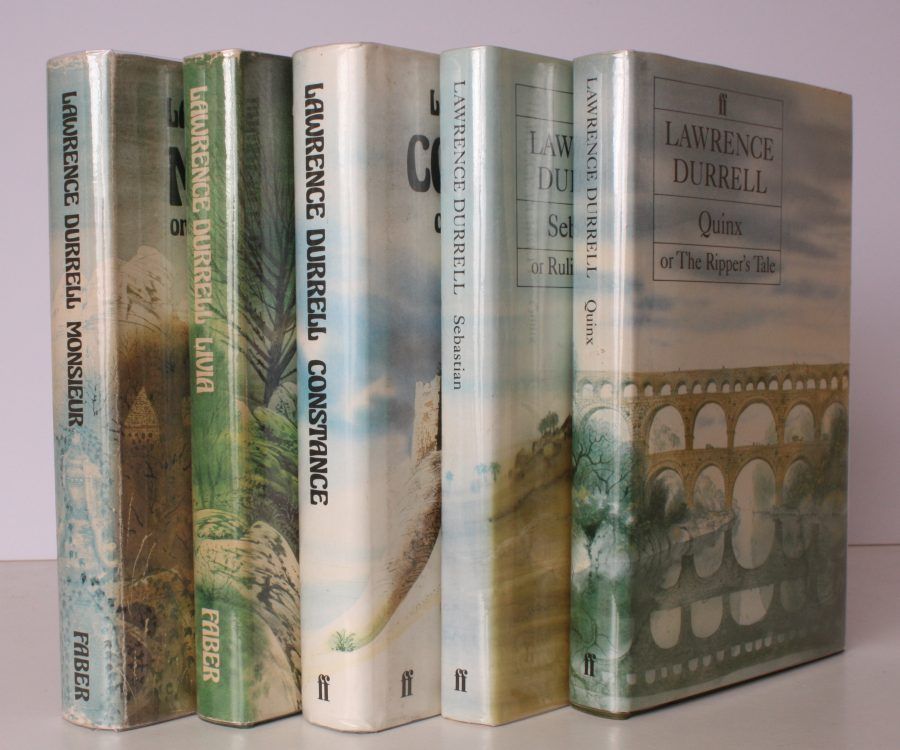 LAWRENCE DURRELL MONSIEUR
FABER
LAWRENCE DURRELL LIVIA
FABER
LAWRENCE DURRELL CONSTANCE
ff
ff
LAWRENCE DURRELL Sebastian
ff
LAWRENCE DURRELL Quinx
ff
ff
LAWRENCE
DURRELL
Quinx
or The Ripper's Tale